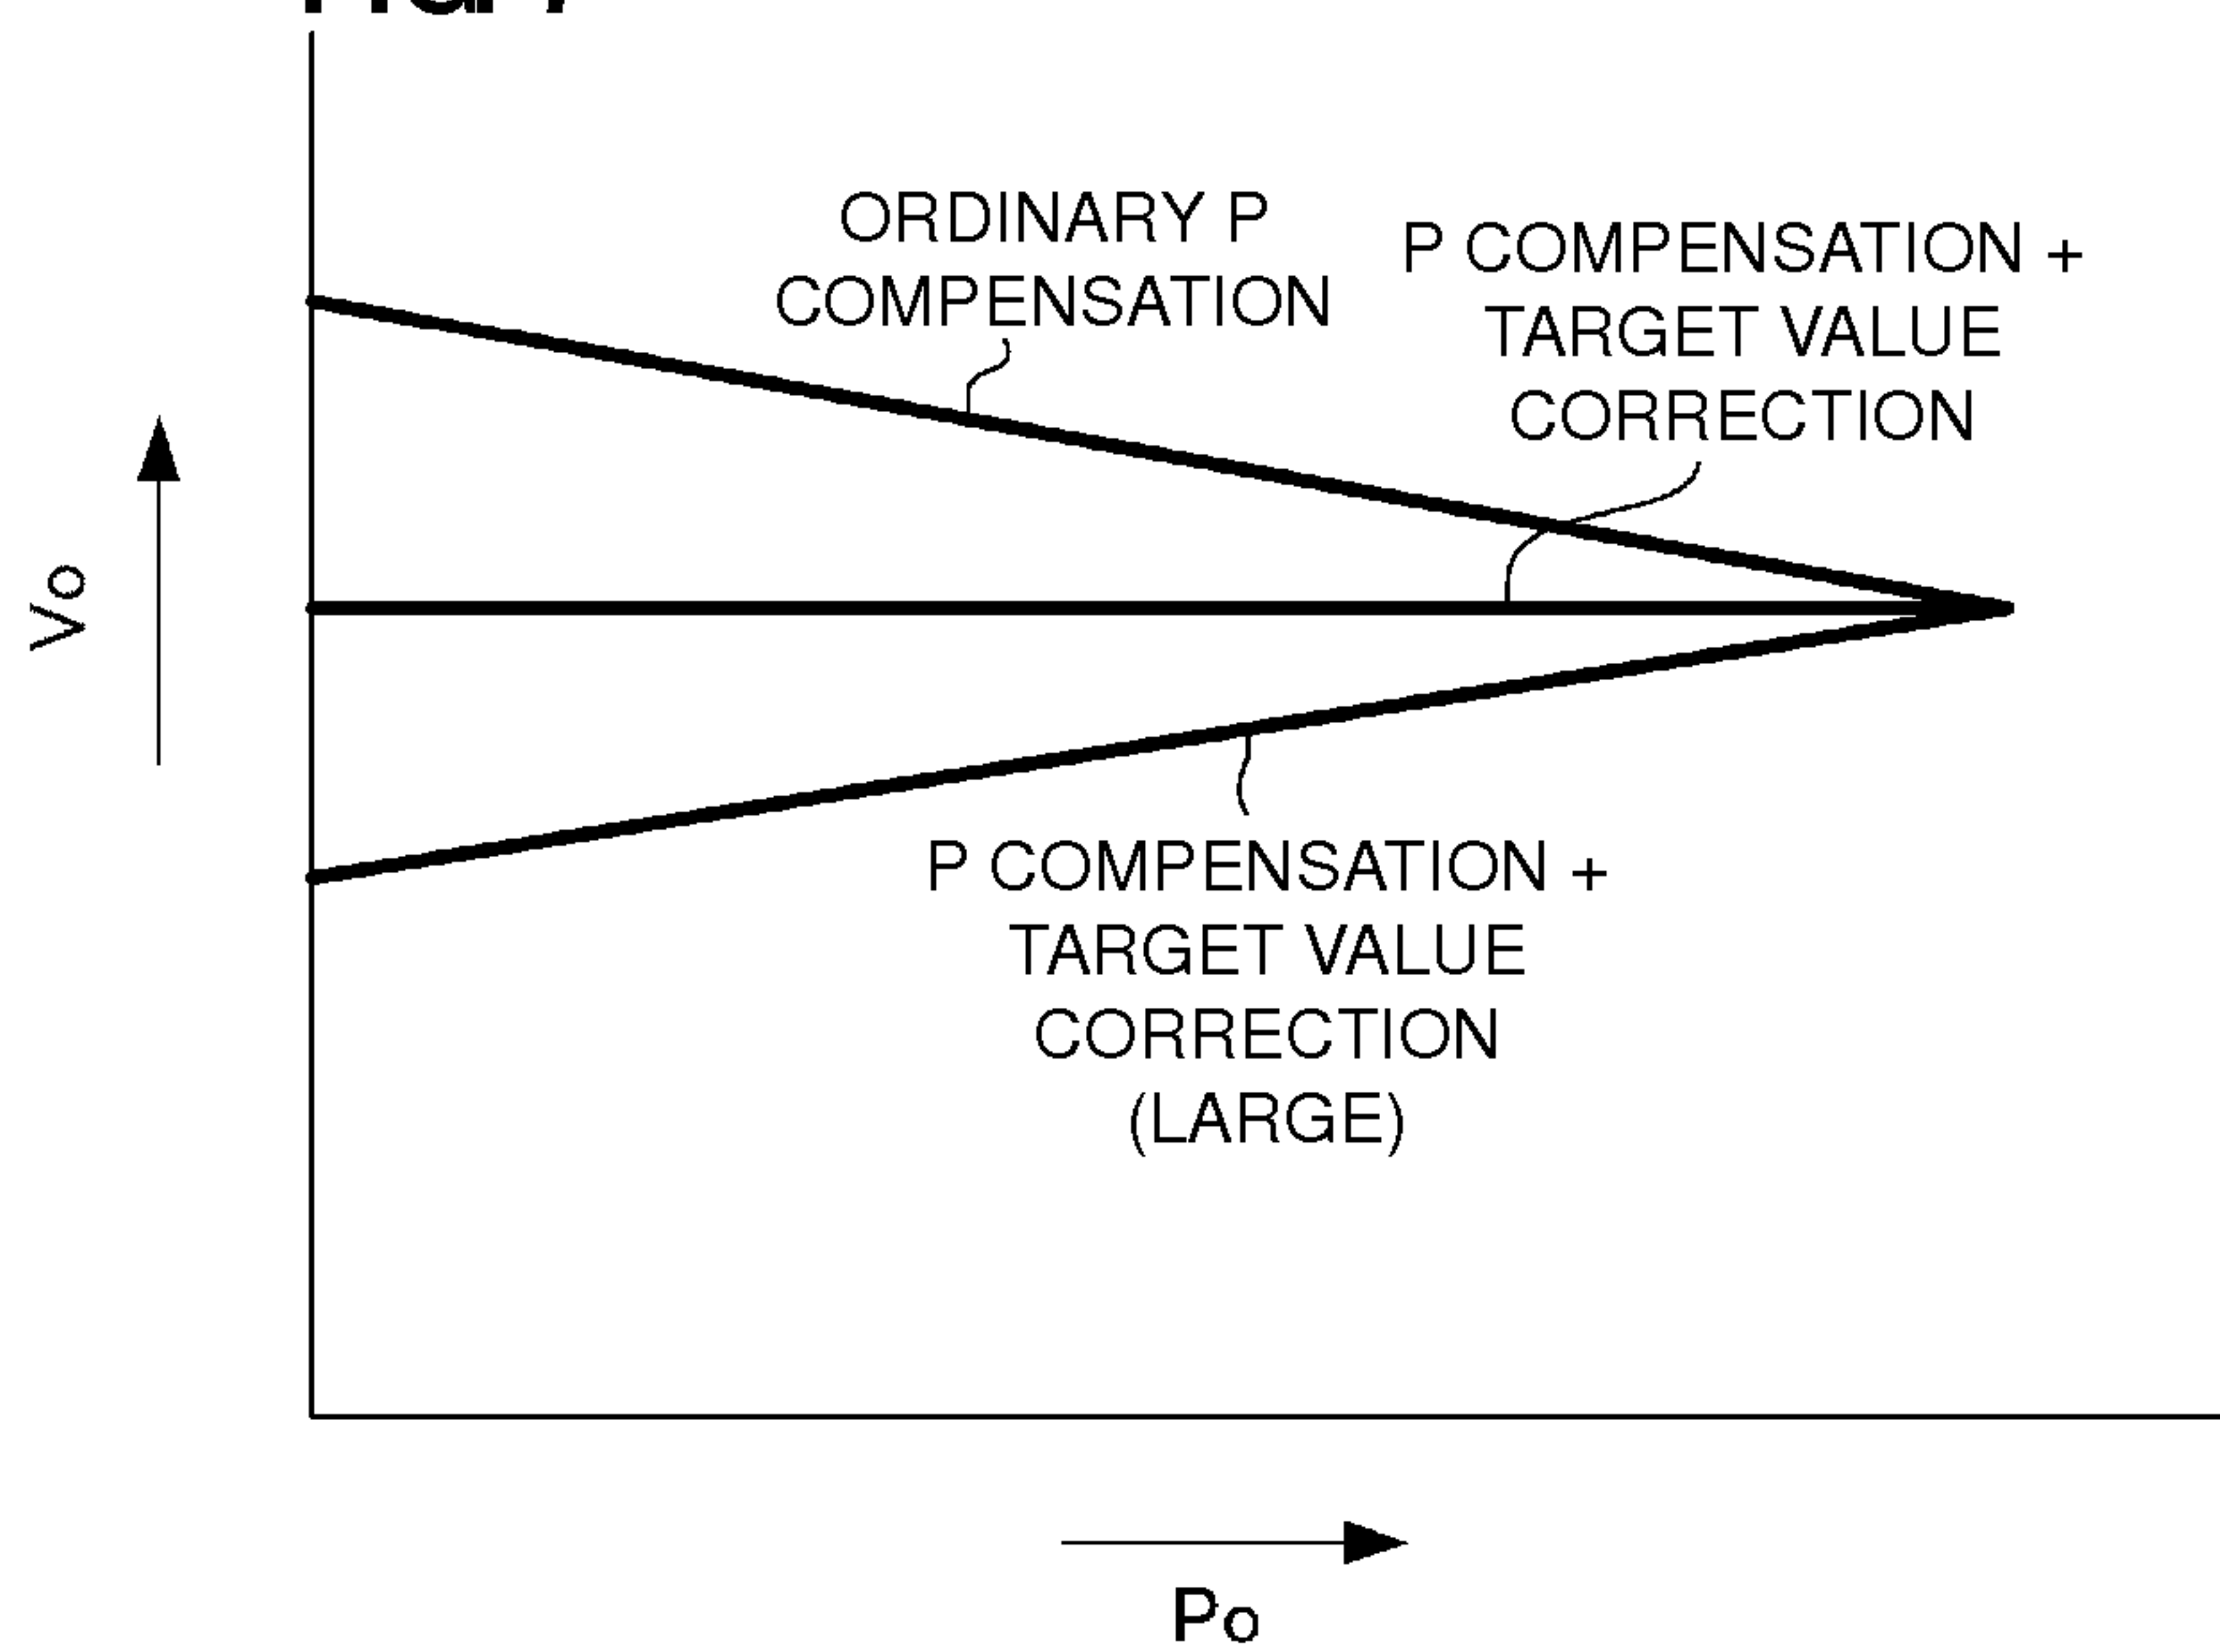 ORDINARY P
COMPENSATION
P COMPENSATION +
TARGET VALUE
CORRECTION
Vo
P COMPENSATION +
TARGET VALUE
CORRECTION
(LARGE)
Po